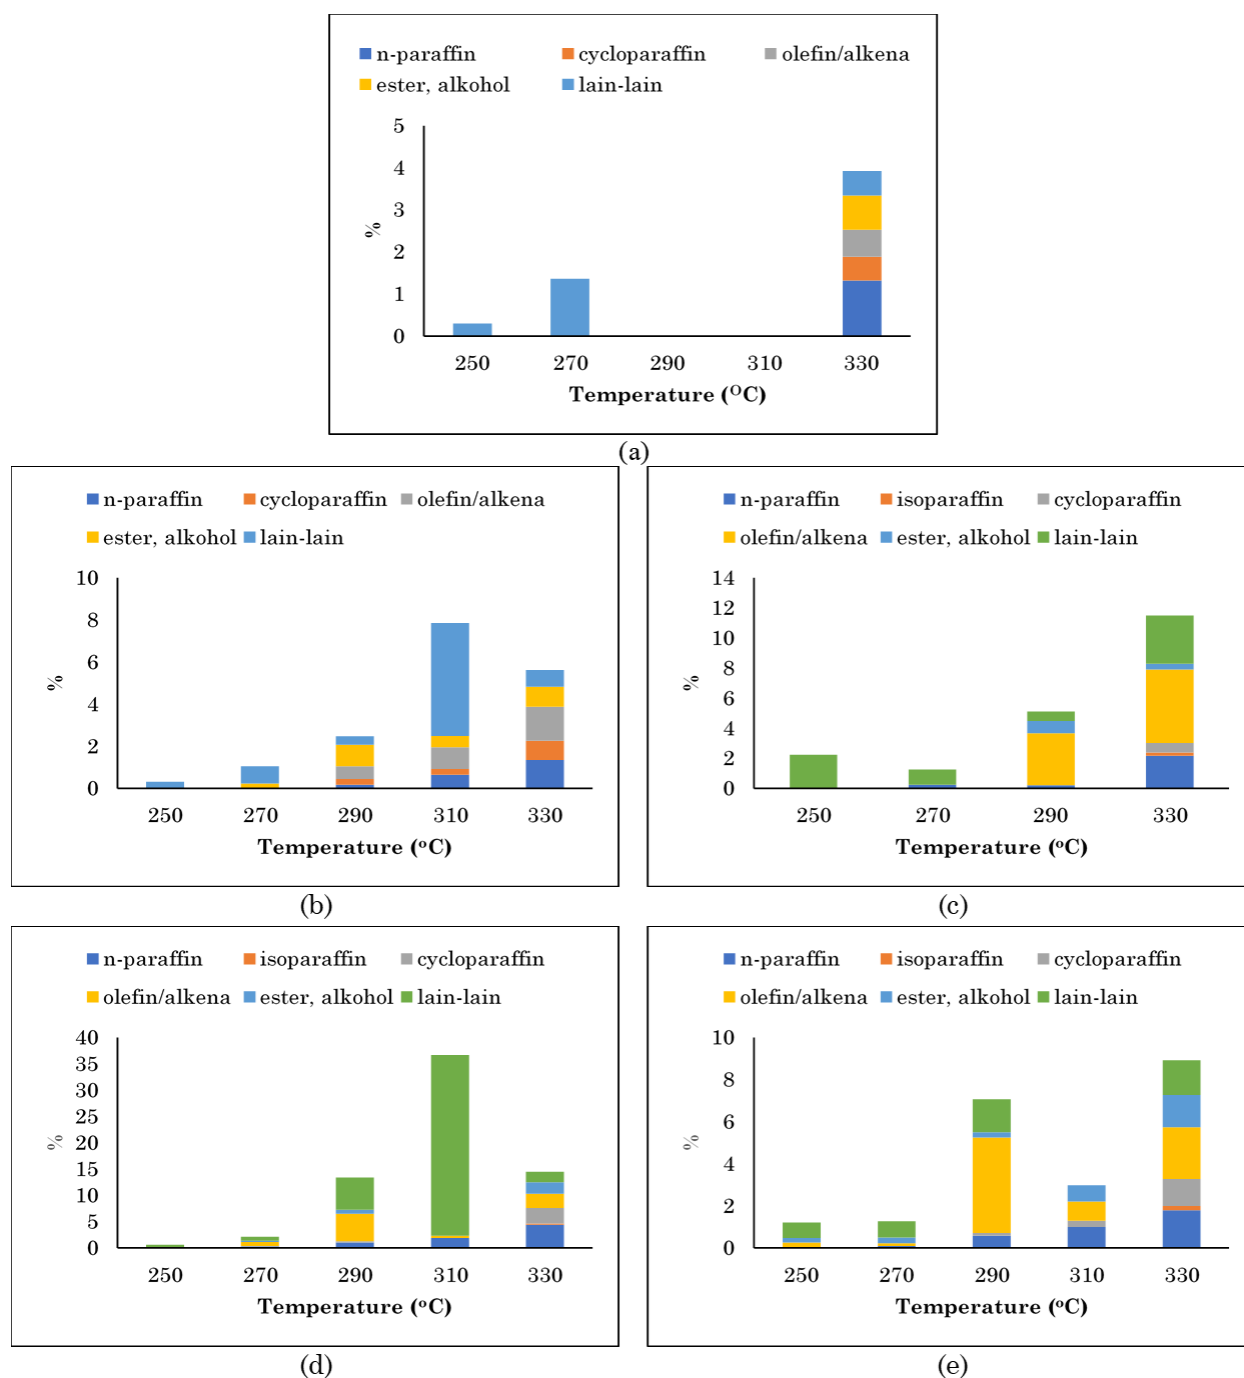 n-paraffin cycloparaffin olefin/alkena
ester, alkohol lain-lain
5
4
3
2
1
0
%
250 270 290 310 330
Temperature (OC)
(a)
n-paraffin cycloparaffin olefin/alkena
ester, alkohol lain-lain
10
8
6
4
2
0
%
250 270 290 310 330
Temperature (oC)
(b)
n-paraffin isoparaffin cycloparaffin
olefin/alkena ester, alkohol lain-lain
14
12
10
8
6
4
2
0
%
250 270 290 330
Temperature (oC)
(c)
n-paraffin isoparaffin cycloparaffin
olefin/alkena ester, alkohol lain-lain
40
35
30
25
20
15
10
5
0
%
250 270 290 310 330
Temperature (oC)
(d)
n-paraffin isoparaffin cycloparaffin
olefin/alkena ester, alkohol lain-lain
10
8
6
4
2
0
%
250 270 290 310 330
Temperature (oC)
(e)